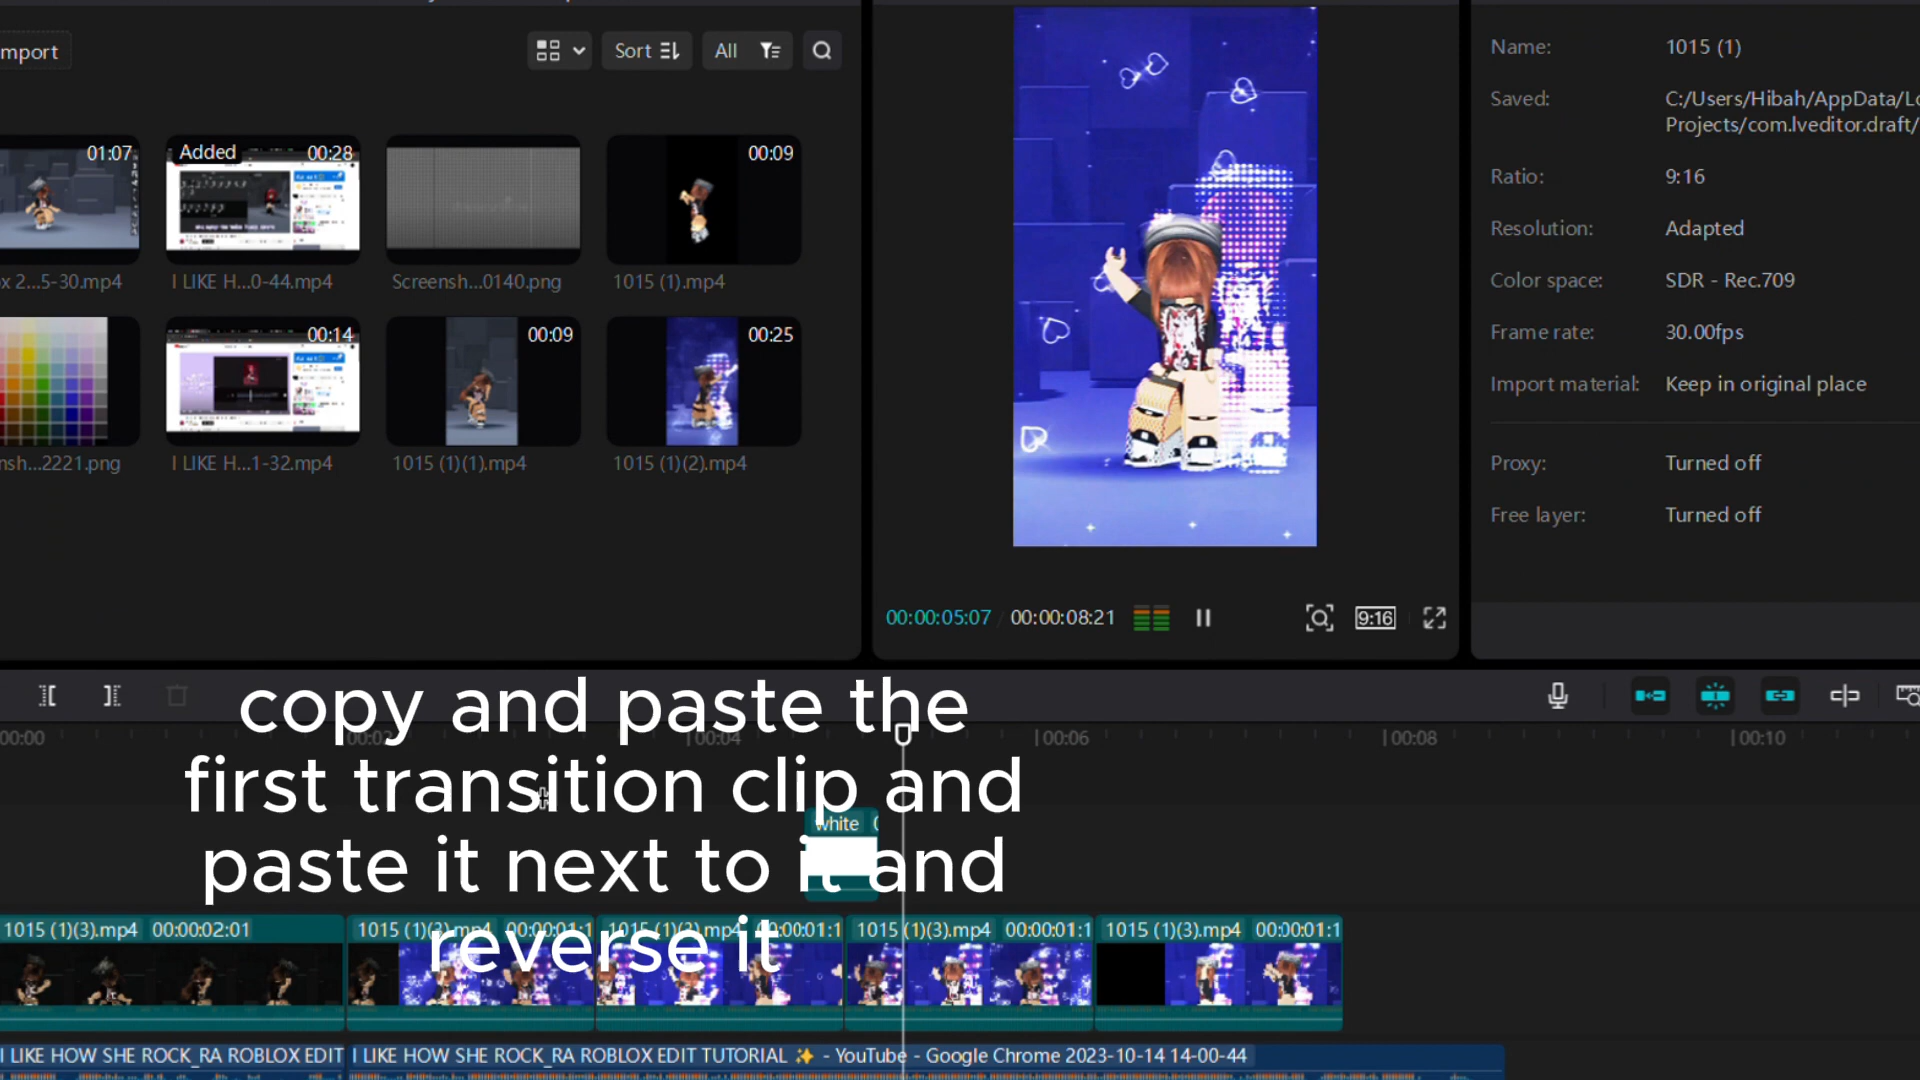 mport
Sort
All
Name:
1015 (1)
Saved:
C:/Users/Hibah/AppData/Lo
Projects/com.lveditor.draft/
Ratio:
9:16
Resolution:
Adapted
Color space:
SDR - Rec.709
Frame rate:
30.00fps
Import material:
Keep in original place
Proxy:
Turned off
Free layer:
Turned off
01:07
Added
00:28
00:09
x 2...5-30.mp4
I LIKE H...0-44.mp4
Screensh...0140.png
1015 (1).mp4
00:14
00:09
00:25
nsh...2221.png
I LIKE H...1-32.mp4
1015 (1)(1).mp4
1015 (1)(2).mp4
00:00:05:07 / 00:00:08:21
9:16
copy and paste the
first transition clip and
paste it next to it and
reverse it
00:00
00:02
00:04
00:06
00:08
00:10
white
1015 (1)(3).mp4 00:00:02:01
1015 (1)(3).mp4 00:00:01:1
1015 (1)(3).mp4 00:00:01:1
1015 (1)(3).mp4 00:00:01:1
1015 (1)(3).mp4 00:00:01:1
I LIKE HOW SHE ROCK_RA ROBLOX EDIT
I LIKE HOW SHE ROCK_RA ROBLOX EDIT TUTORIAL ✨ - YouTube - Google Chrome 2023-10-14 14-00-44